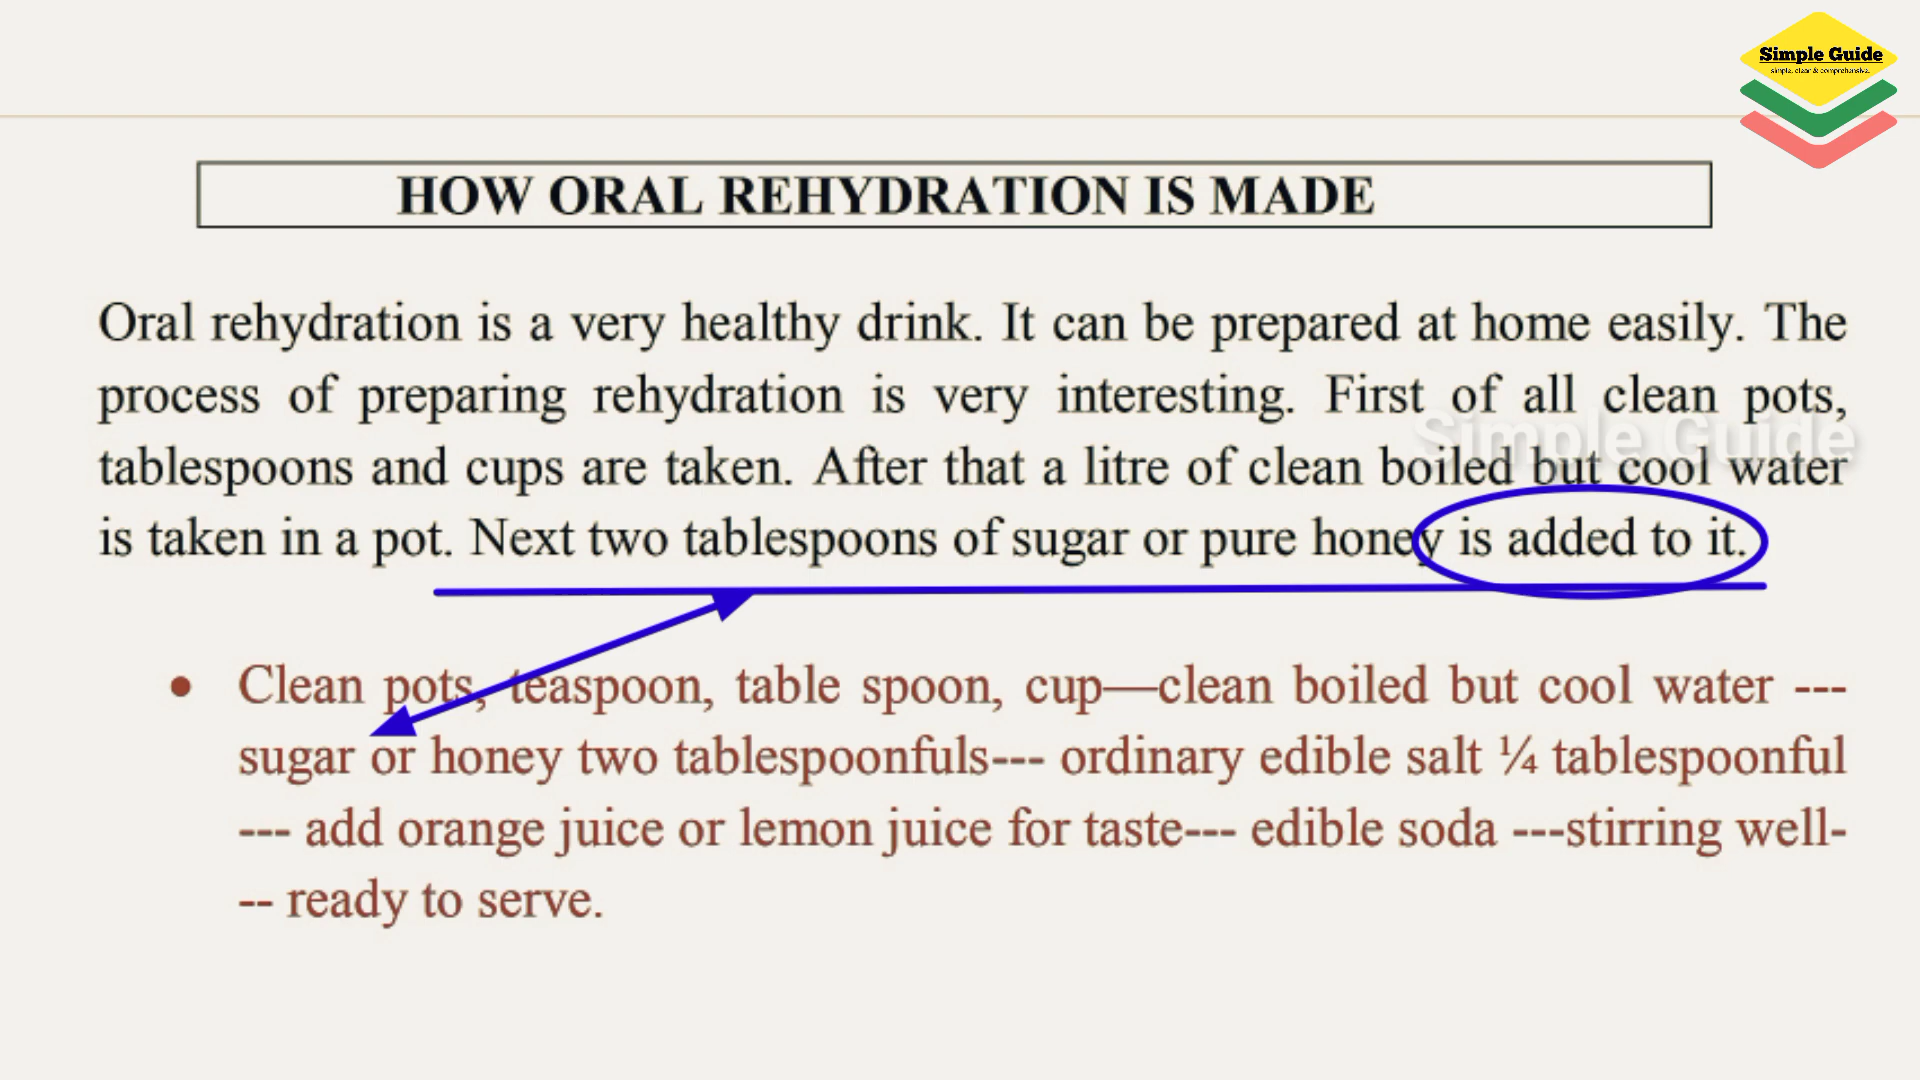 Simple Guide
simple, clear & comprehensive.
HOW ORAL REHYDRATION IS MADE
Oral rehydration is a very healthy drink. It can be prepared at home easily. The
process of preparing rehydration is very interesting. First of all clean pots,
Simple Guide
tablespoons and cups are taken. After that a litre of clean boiled but cool water
is taken in a pot. Next two tablespoons of sugar or pure honey is added to it.
• Clean pots, teaspoon, table spoon, cup—clean boiled but cool water ---
sugar or honey two tablespoonfuls--- ordinary edible salt ¼ tablespoonful
--- add orange juice or lemon juice for taste--- edible soda ---stirring well-
-- ready to serve.